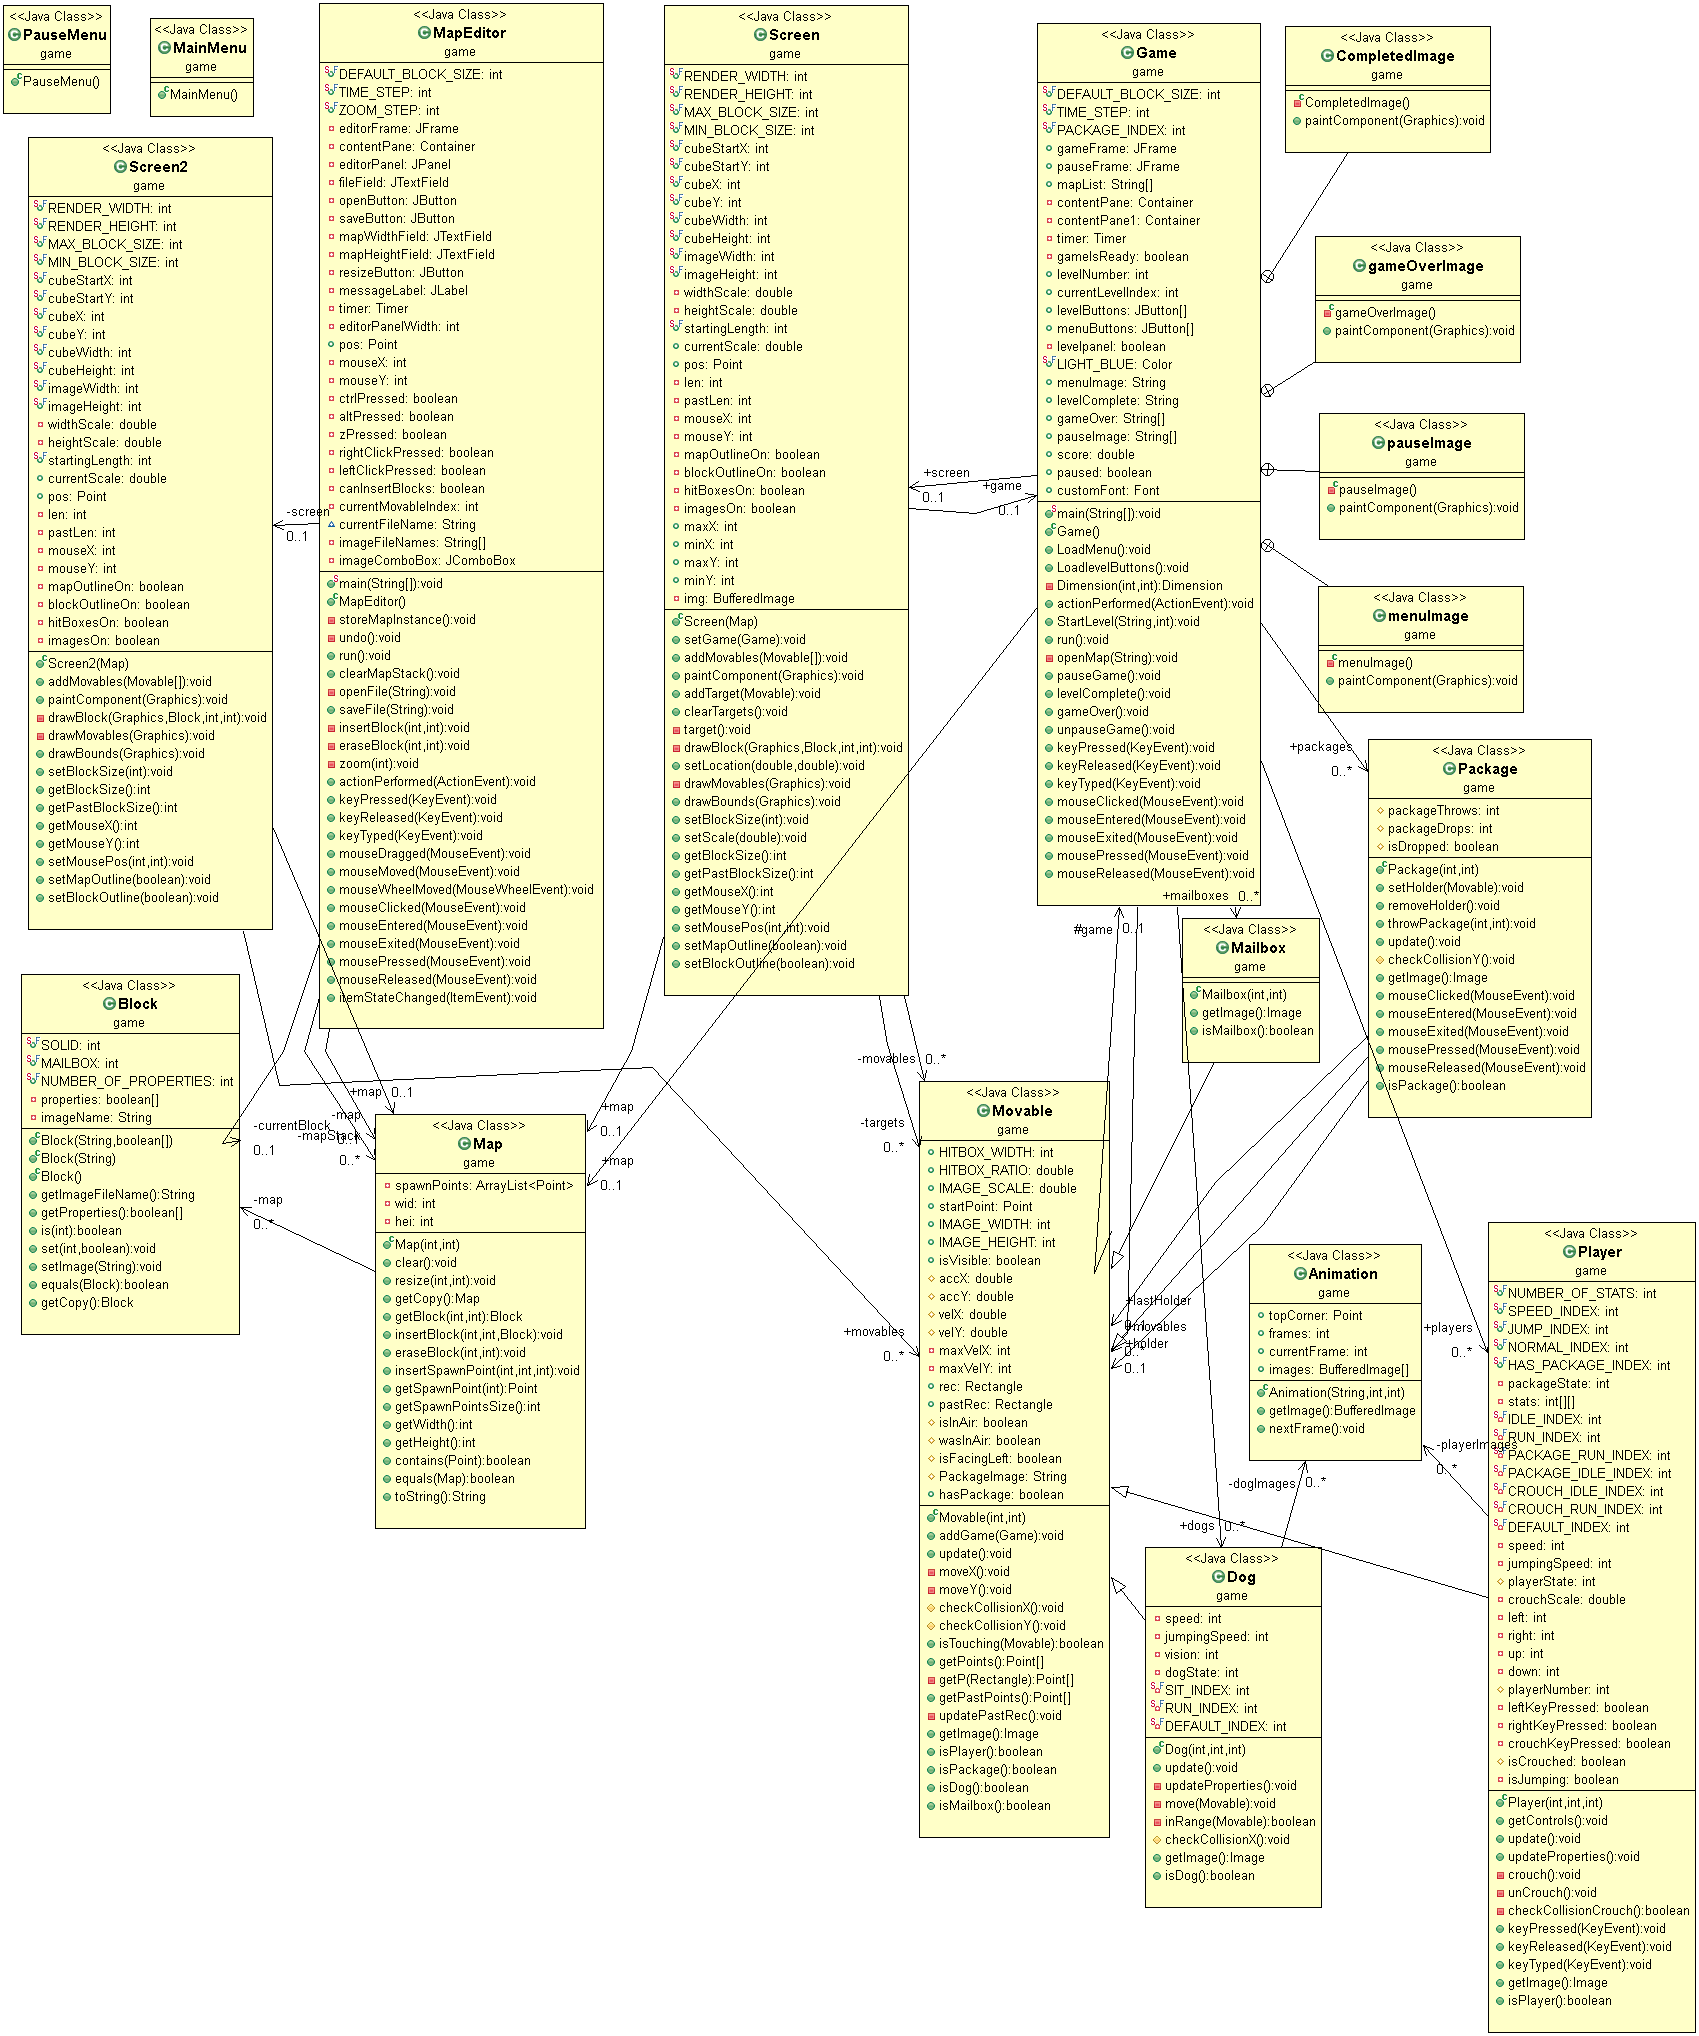 <<Java Class>>
PauseMenu
game
PauseMenu()
<<Java Class>>
MainMenu
game
MainMenu()
<<Java Class>>
Screen2
game
RENDER_WIDTH: int
RENDER_HEIGHT: int
MAX_BLOCK_SIZE: int
MIN_BLOCK_SIZE: int
cubeStartX: int
cubeStartY: int
cubeX: int
cubeY: int
cubeWidth: int
cubeHeight: int
imageWidth: int
imageHeight: int
widthScale: double
heightScale: double
startingLength: int
currentScale: double
pos: Point
len: int
pastLen: int
mouseX: int
mouseY: int
mapOutlineOn: boolean
blockOutlineOn: boolean
hitBoxesOn: boolean
imagesOn: boolean
Screen2(Map)
addMovables(Movable[]):void
paintComponent(Graphics):void
drawBlock(Graphics,Block,int,int):void
drawMovables(Graphics):void
drawBounds(Graphics):void
setBlockSize(int):void
getBlockSize():int
getPastBlockSize():int
getMouseX():int
getMouseY():int
setMousePos(int,int):void
setMapOutline(boolean):void
setBlockOutline(boolean):void
<<Java Class>>
MapEditor
game
DEFAULT_BLOCK_SIZE: int
TIME_STEP: int
ZOOM_STEP: int
editorFrame: JFrame
contentPane: Container
editorPanel: JPanel
fileField: JTextField
openButton: JButton
saveButton: JButton
mapWidthField: JTextField
mapHeightField: JTextField
resizeButton: JButton
messageLabel: JLabel
timer: Timer
editorPanelWidth: int
pos: Point
mouseX: int
mouseY: int
ctrlPressed: boolean
altPressed: boolean
zPressed: boolean
rightClickPressed: boolean
leftClickPressed: boolean
canInsertBlocks: boolean
currentMovableIndex: int
currentFileName: String
imageFileNames: String[]
imageComboBox: JComboBox
main(String[]):void
MapEditor()
storeMapInstance():void
undo():void
run():void
clearMapStack():void
openFile(String):void
saveFile(String):void
insertBlock(int,int):void
eraseBlock(int,int):void
zoom(int):void
actionPerformed(ActionEvent):void
keyPressed(KeyEvent):void
keyReleased(KeyEvent):void
keyTyped(KeyEvent):void
mouseDragged(MouseEvent):void
mouseMoved(MouseEvent):void
mouseWheelMoved(MouseWheelEvent):void
mouseClicked(MouseEvent):void
mouseEntered(MouseEvent):void
mouseExited(MouseEvent):void
mousePressed(MouseEvent):void
mouseReleased(MouseEvent):void
itemStateChanged(ItemEvent):void
-screen
0..1
<<Java Class>>
Screen
game
RENDER_WIDTH: int
RENDER_HEIGHT: int
MAX_BLOCK_SIZE: int
MIN_BLOCK_SIZE: int
cubeStartX: int
cubeStartY: int
cubeX: int
cubeY: int
cubeWidth: int
cubeHeight: int
imageWidth: int
imageHeight: int
widthScale: double
heightScale: double
startingLength: int
currentScale: double
pos: Point
len: int
pastLen: int
mouseX: int
mouseY: int
mapOutlineOn: boolean
blockOutlineOn: boolean
hitBoxesOn: boolean
imagesOn: boolean
maxX: int
minX: int
maxY: int
minY: int
img: BufferedImage
Screen(Map)
setGame(Game):void
addMovables(Movable[]):void
paintComponent(Graphics):void
addTarget(Movable):void
clearTargets():void
target():void
drawBlock(Graphics,Block,int,int):void
setLocation(double,double):void
drawMovables(Graphics):void
drawBounds(Graphics):void
setBlockSize(int):void
setScale(double):void
getBlockSize():int
getPastBlockSize():int
getMouseX():int
getMouseY():int
setMousePos(int,int):void
setMapOutline(boolean):void
setBlockOutline(boolean):void
+screen
0..1
+game
0..1
<<Java Class>>
Game
game
DEFAULT_BLOCK_SIZE: int
TIME_STEP: int
PACKAGE_INDEX: int
gameFrame: JFrame
pauseFrame: JFrame
mapList: String[]
contentPane: Container
contentPane1: Container
timer: Timer
gameIsReady: boolean
levelNumber: int
currentLevelIndex: int
levelButtons: JButton[]
menuButtons: JButton[]
levelpanel: boolean
LIGHT_BLUE: Color
menuImage: String
levelComplete: String
gameOver: String[]
pauseImage: String[]
score: double
paused: boolean
customFont: Font
main(String[]):void
Game()
LoadMenu():void
LoadlevelButtons():void
Dimension(int,int):Dimension
actionPerformed(ActionEvent):void
StartLevel(String,int):void
run():void
openMap(String):void
pauseGame():void
levelComplete():void
gameOver():void
unpauseGame():void
keyPressed(KeyEvent):void
keyReleased(KeyEvent):void
keyTyped(KeyEvent):void
mouseClicked(MouseEvent):void
mouseEntered(MouseEvent):void
mouseExited(MouseEvent):void
mousePressed(MouseEvent):void
mouseReleased(MouseEvent):void
<<Java Class>>
CompletedImage
game
CompletedImage()
paintComponent(Graphics):void
<<Java Class>>
gameOverImage
game
gameOverImage()
paintComponent(Graphics):void
<<Java Class>>
pauseImage
game
pauseImage()
paintComponent(Graphics):void
<<Java Class>>
menuImage
game
menuImage()
paintComponent(Graphics):void
+packages
0..*
<<Java Class>>
Package
game
packageThrows: int
packageDrops: int
isDropped: boolean
Package(int,int)
setHolder(Movable):void
removeHolder():void
throwPackage(int,int):void
update():void
checkCollisionY():void
getImage():Image
mouseClicked(MouseEvent):void
mouseEntered(MouseEvent):void
mouseExited(MouseEvent):void
mousePressed(MouseEvent):void
mouseReleased(MouseEvent):void
isPackage():boolean
+mailboxes 0..*
#game 0..1
<<Java Class>>
Mailbox
game
Mailbox(int,int)
getImage():Image
isMailbox():boolean
<<Java Class>>
Block
game
SOLID: int
MAILBOX: int
NUMBER_OF_PROPERTIES: int
properties: boolean[]
imageName: String
Block(String,boolean[])
Block(String)
Block()
getImageFileName():String
getProperties():boolean[]
is(int):boolean
set(int,boolean):void
setImage(String):void
equals(Block):boolean
getCopy():Block
-currentBlock
0..1
-map
0..*
+map 0..1
-map
0..1
-mapStack
0..*
<<Java Class>>
Map
game
spawnPoints: ArrayList<Point>
wid: int
hei: int
Map(int,int)
clear():void
resize(int,int):void
getCopy():Map
getBlock(int,int):Block
insertBlock(int,int,Block):void
eraseBlock(int,int):void
insertSpawnPoint(int,int,int):void
getSpawnPoint(int):Point
getSpawnPointsSize():int
getWidth():int
getHeight():int
contains(Point):boolean
equals(Map):boolean
toString():String
+map
0..1
+map
0..1
-movables 0..*
-targets
0..*
+movables
0..*
<<Java Class>>
Movable
game
HITBOX_WIDTH: int
HITBOX_RATIO: double
IMAGE_SCALE: double
startPoint: Point
IMAGE_WIDTH: int
IMAGE_HEIGHT: int
isVisible: boolean
accX: double
accY: double
velX: double
velY: double
maxVelX: int
maxVelY: int
rec: Rectangle
pastRec: Rectangle
isInAir: boolean
wasInAir: boolean
isFacingLeft: boolean
PackageImage: String
hasPackage: boolean
Movable(int,int)
addGame(Game):void
update():void
moveX():void
moveY():void
checkCollisionX():void
checkCollisionY():void
isTouching(Movable):boolean
getPoints():Point[]
getP(Rectangle):Point[]
getPastPoints():Point[]
updatePastRec():void
getImage():Image
isPlayer():boolean
isPackage():boolean
isDog():boolean
isMailbox():boolean
+lastHolder
0..1
+movables
0..*
+holder
0..1
<<Java Class>>
Animation
game
topCorner: Point
frames: int
currentFrame: int
images: BufferedImage[]
Animation(String,int,int)
getImage():BufferedImage
nextFrame():void
+players
0..*
-playerImages
0..*
-dogImages 0..*
+dogs 0..*
<<Java Class>>
Dog
game
speed: int
jumpingSpeed: int
vision: int
dogState: int
SIT_INDEX: int
RUN_INDEX: int
DEFAULT_INDEX: int
Dog(int,int,int)
update():void
updateProperties():void
move(Movable):void
inRange(Movable):boolean
checkCollisionX():void
getImage():Image
isDog():boolean
<<Java Class>>
Player
game
NUMBER_OF_STATS: int
SPEED_INDEX: int
JUMP_INDEX: int
NORMAL_INDEX: int
HAS_PACKAGE_INDEX: int
packageState: int
stats: int[][]
IDLE_INDEX: int
RUN_INDEX: int
PACKAGE_RUN_INDEX: int
PACKAGE_IDLE_INDEX: int
CROUCH_IDLE_INDEX: int
CROUCH_RUN_INDEX: int
DEFAULT_INDEX: int
speed: int
jumpingSpeed: int
playerState: int
crouchScale: double
left: int
right: int
up: int
down: int
playerNumber: int
leftKeyPressed: boolean
rightKeyPressed: boolean
crouchKeyPressed: boolean
isCrouched: boolean
isJumping: boolean
Player(int,int,int)
getControls():void
update():void
updateProperties():void
crouch():void
unCrouch():void
checkCollisionCrouch():boolean
keyPressed(KeyEvent):void
keyReleased(KeyEvent):void
keyTyped(KeyEvent):void
getImage():Image
isPlayer():boolean